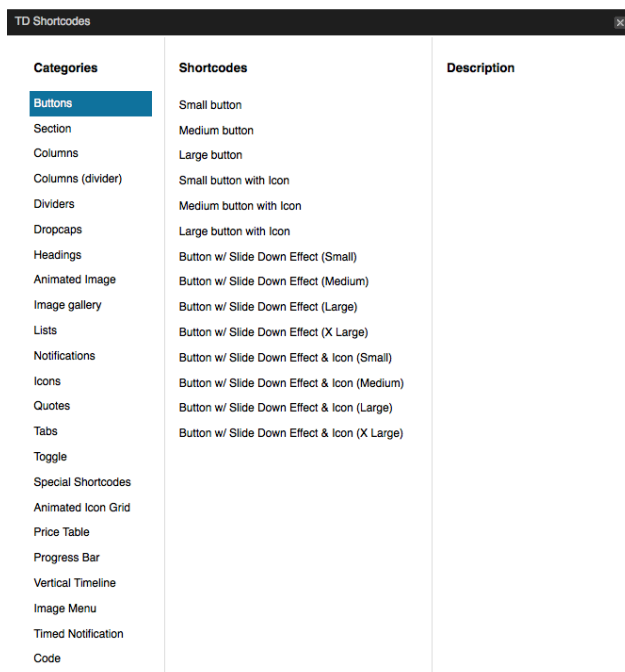 TD Shortcodes
Categories
Buttons
Section
Columns
Columns (divider)
Dividers
Dropcaps
Headings
Animated Image
Image gallery
Lists
Notifications
Icons
Quotes
Tabs
Toggle
Special Shortcodes
Animated Icon Grid
Price Table
Progress Bar
Vertical Timeline
Image Menu
Timed Notification
Code
Shortcodes
Small button
Medium button
Large button
Small button with Icon
Medium button with Icon
Large button with Icon
Button w/ Slide Down Effect (Small)
Button w/ Slide Down Effect (Medium)
Button w/ Slide Down Effect (Large)
Button w/ Slide Down Effect (X Large)
Button w/ Slide Down Effect & Icon (Small)
Button w/ Slide Down Effect & Icon (Medium)
Button w/ Slide Down Effect & Icon (Large)
Button w/ Slide Down Effect & Icon (X Large)
Description